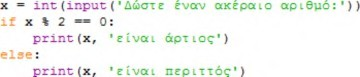 x = int(input('Δώστε έναν ακέραιο αριθμό:'))
if x % 2 == 0:
    print(x, 'είναι άρτιος')
else:
    print(x, 'είναι περιττός')